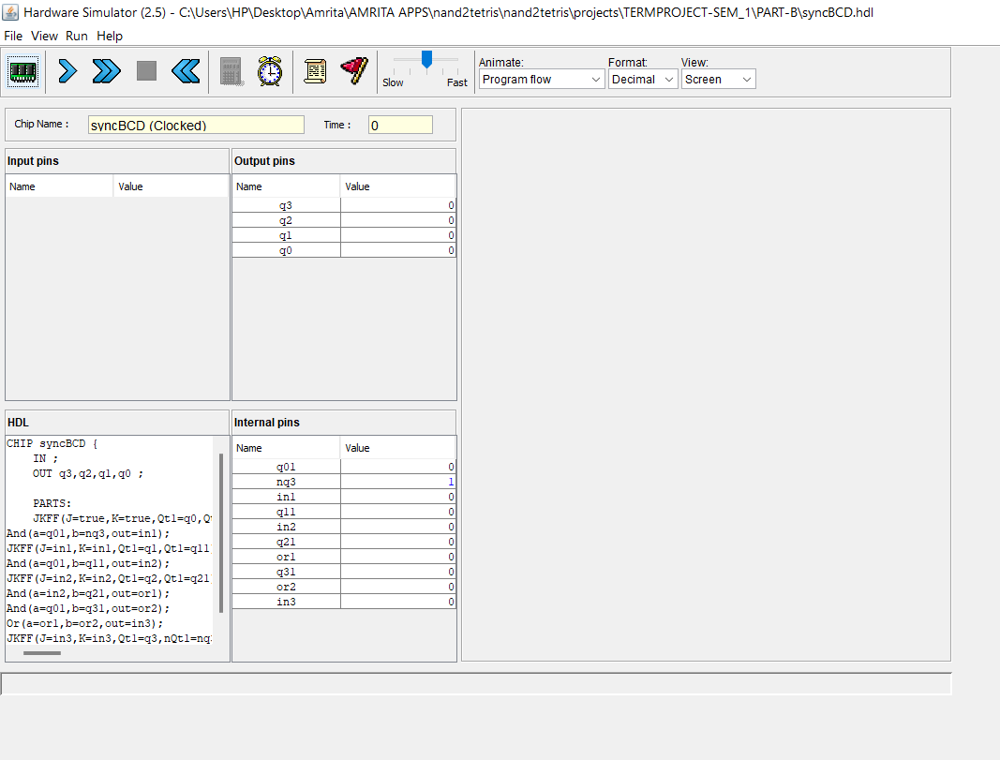 Hardware Simulator (2.5) - C:\Users\HP\Desktop\Amrita\AMRITA APPS\nand2tetris\nand2tetris\projects\TERMPROJECT-SEM_1\PART-B\syncBCD.hdl
File View Run Help
Slow Fast
Animate: Format: View:
Program flow Decimal Screen
Chip Name : syncBCD (Clocked) Time : 0
Input pins
Name Value
Output pins
Name Value
q3 0
q2 0
q1 0
q0 0
HDL
CHIP syncBCD {
IN ;
OUT q3,q2,q1,q0 ;
PARTS:
JKFF(J=true,K=true,Qt1=q0,Q
And(a=q01,b=nq3,out=in1);
JKFF(J=in1,K=in1,Qt1=q1,Qt1=q11
And(a=q01,b=q11,out=in2);
JKFF(J=in2,K=in2,Qt1=q2,Qt1=q21
And(a=in2,b=q21,out=or1);
And(a=q01,b=q31,out=or2);
Or(a=or1,b=or2,out=in3);
JKFF(J=in3,K=in3,Qt1=q3,nQt1=nq3
Internal pins
Name Value
q01 0
nq3 1
in1 0
q11 0
in2 0
q21 0
or1 0
q31 0
or2 0
in3 0